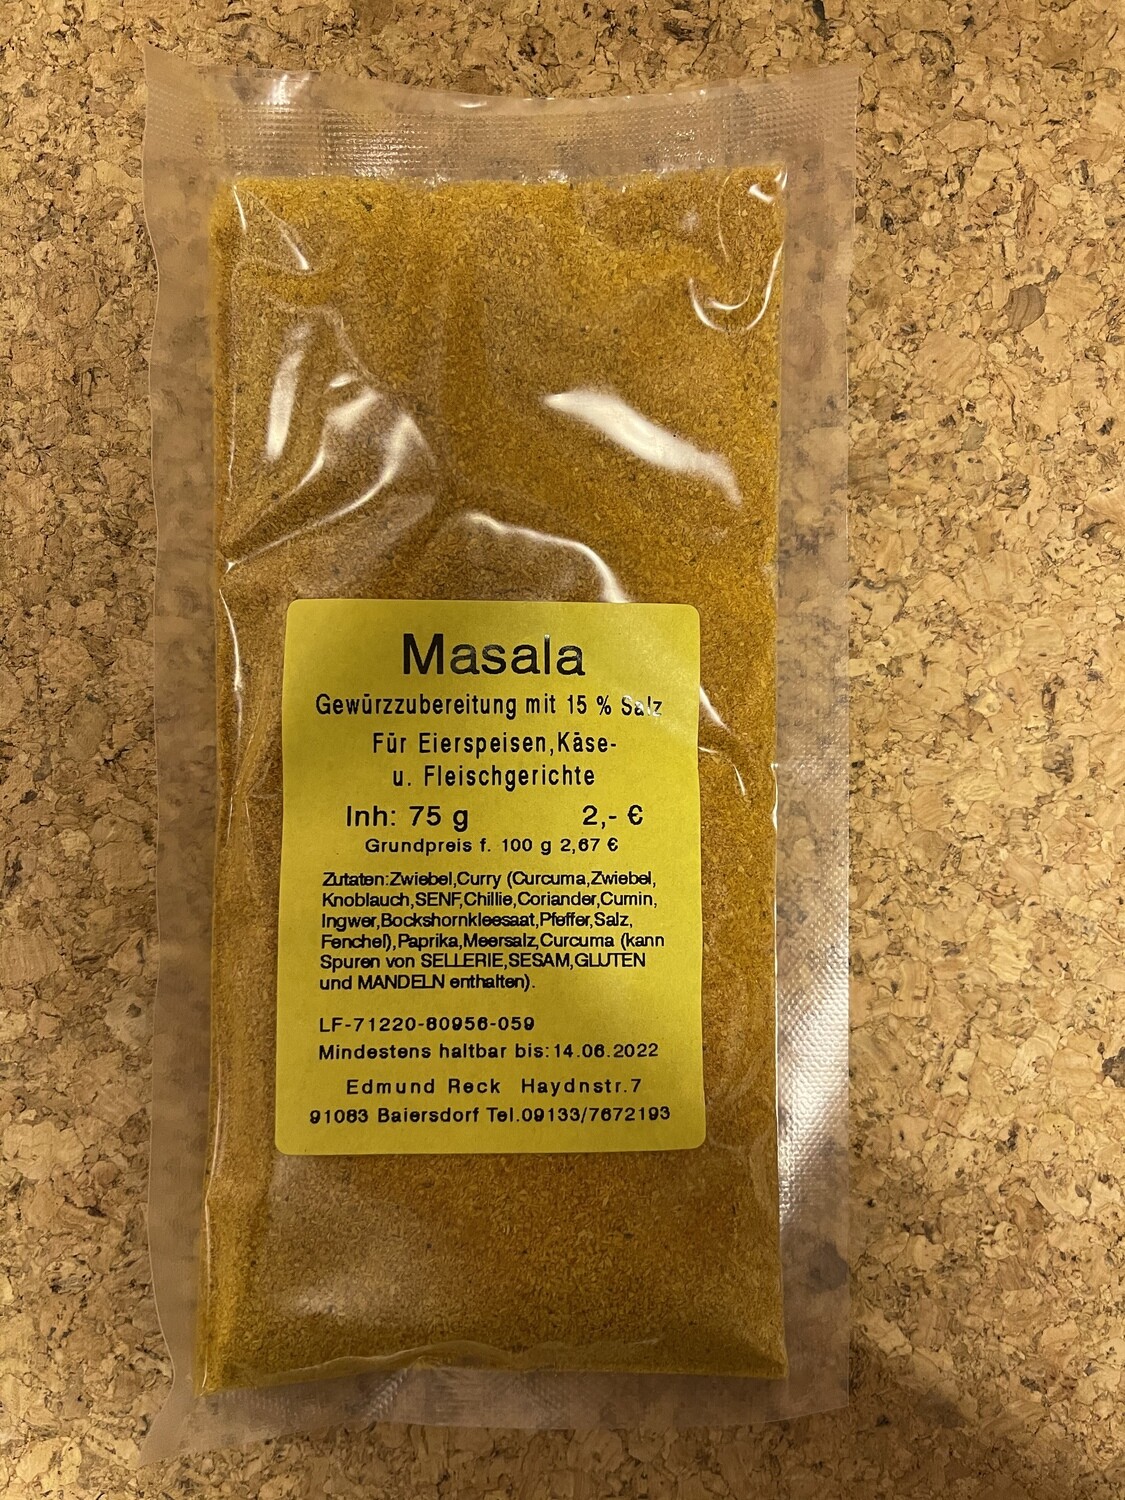 Masala
Gewürzzubereitung mit 15 % Salz
Für Eierspeisen,Käse-
u. Fleischgerichte
Inh: 75 g 2,- €
Grundpreis f. 100 g 2,67 €
Zutaten:Zwiebel,Curry (Curcuma,Zwiebel,
Knoblauch,SENF,Chillie,Coriander,Cumin,
Ingwer,Bockshornkleesaat,Pfeffer,Salz,
Fenchel),Paprika,Meersalz,Curcuma (kann
Spuren von SELLERIE,SESAM,GLUTEN
und MANDELN enthalten).
LF-71220-80956-059
Mindestens haltbar bis:14.06.2022
Edmund Reck Haydnstr.7
91083 Baiersdorf Tel.09133/7672193